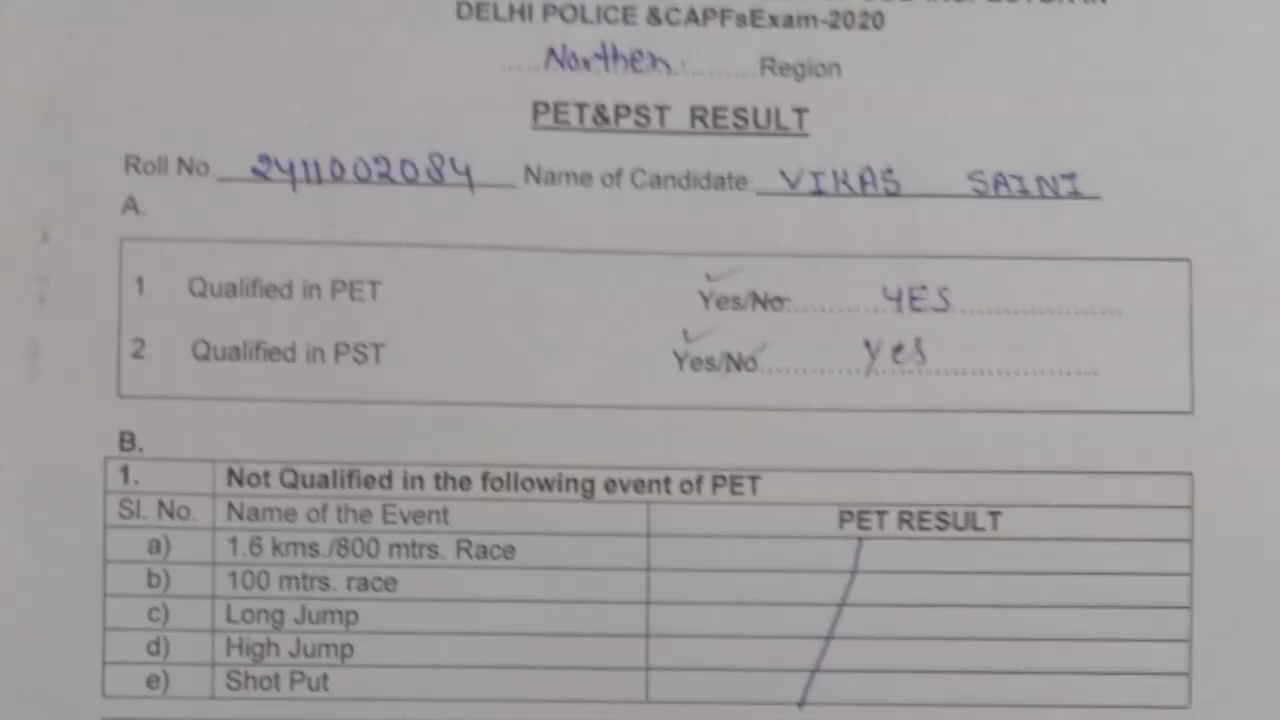 DELHI POLICE &CAPFsExam-2020
.....Northen.........Region
PET&PST RESULT
Roll No 2411002084 Name of Candidate VIKAS SAINI
A.
1. Qualified in PET Yes/No:.........YES.....................
2. Qualified in PST Yes/No.............Yes......................
B.
1. Not Qualified in the following event of PET
Sl. No. Name of the Event PET RESULT
a) 1.6 kms./800 mtrs. Race
b) 100 mtrs. race
c) Long Jump
d) High Jump
e) Shot Put